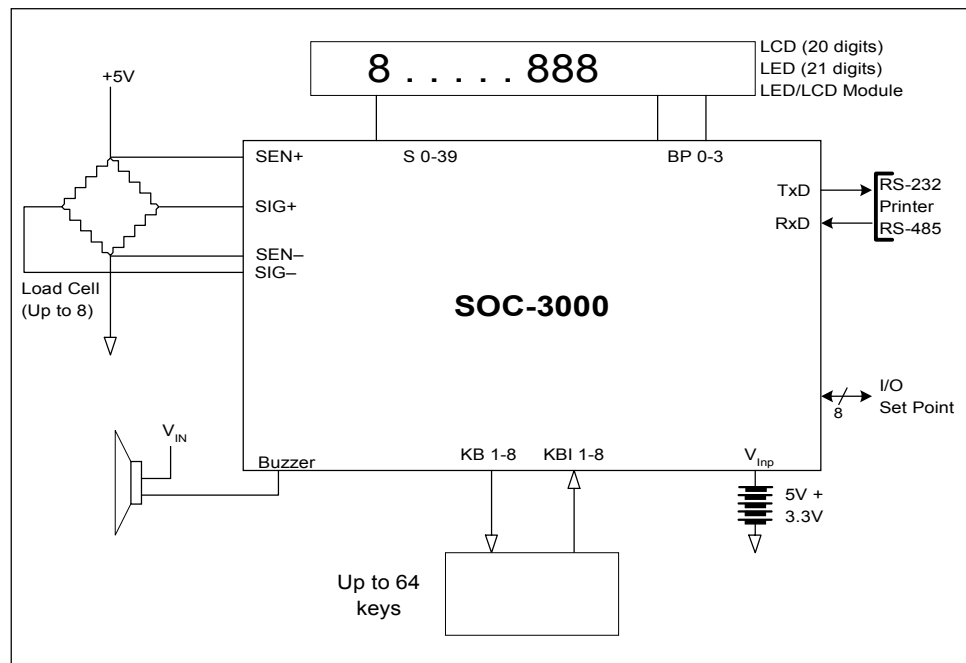 8 . . . . . 888
LCD (20 digits)
LED (21 digits)
LED/LCD Module
+5V
SEN+
S 0-39
BP 0-3
TxD
RS-232
SIG+
Printer
RxD
RS-485
SEN–
SIG–
Load Cell
(Up to 8)
SOC-3000
I/O
8
Set Point
VIN
Buzzer
KB 1-8
KBI 1-8
VInp
5V +
3.3V
Up to 64
keys